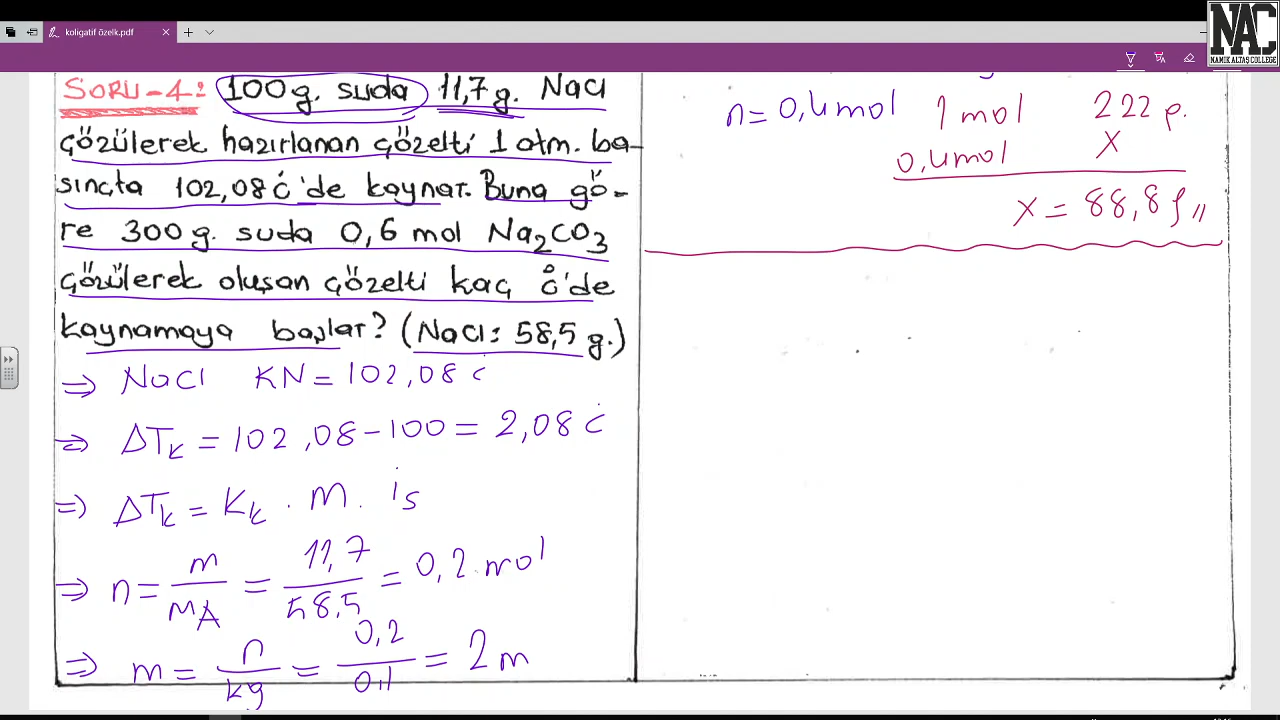 koligatif özelk.pdf
NAC
NAMIK ALTAŞ COLLEGE
SORU-4: 100 g. suda 11,7 g. NaCl
çözülerek hazırlanan çözelti 1 atm. ba-
sınçta 102,08 °C'de kaynar. Buna gö-
re 300 g. suda 0,6 mol Na₂CO₃
çözülerek oluşan çözelti kaç °C'de
kaynamaya başlar? (NaCl: 58,5 g.)
⇒ NaCl KN = 102,08 °C
⇒ ΔTk = 102,08 - 100 = 2,08 °C
⇒ ΔTk = Kk . m . is
⇒ n = m/MA = 11,7/58,5 = 0,2 mol
⇒ m = n/kg = 0,2/0,1 = 2 m
n = 0,4 mol 1 mol 222 g.
0,4 mol X
X = 88,8 g //